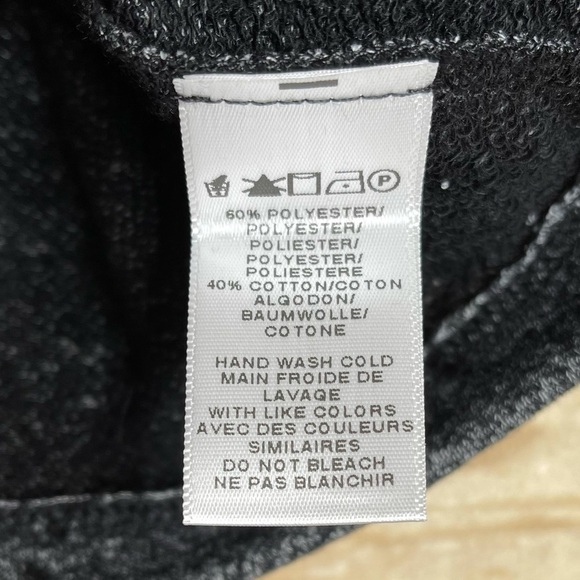 P
60% POLYESTER/
POLYESTER/
POLIESTER/
POLYESTER/
POLIESTERE
40% COTTON/COTON
ALGODON/
BAUMWOLLE/
COTONE
HAND WASH COLD
MAIN FROIDE DE
LAVAGE
WITH LIKE COLORS
AVEC DES COULEURS
SIMILAIRES
DO NOT BLEACH
NE PAS BLANCHIR